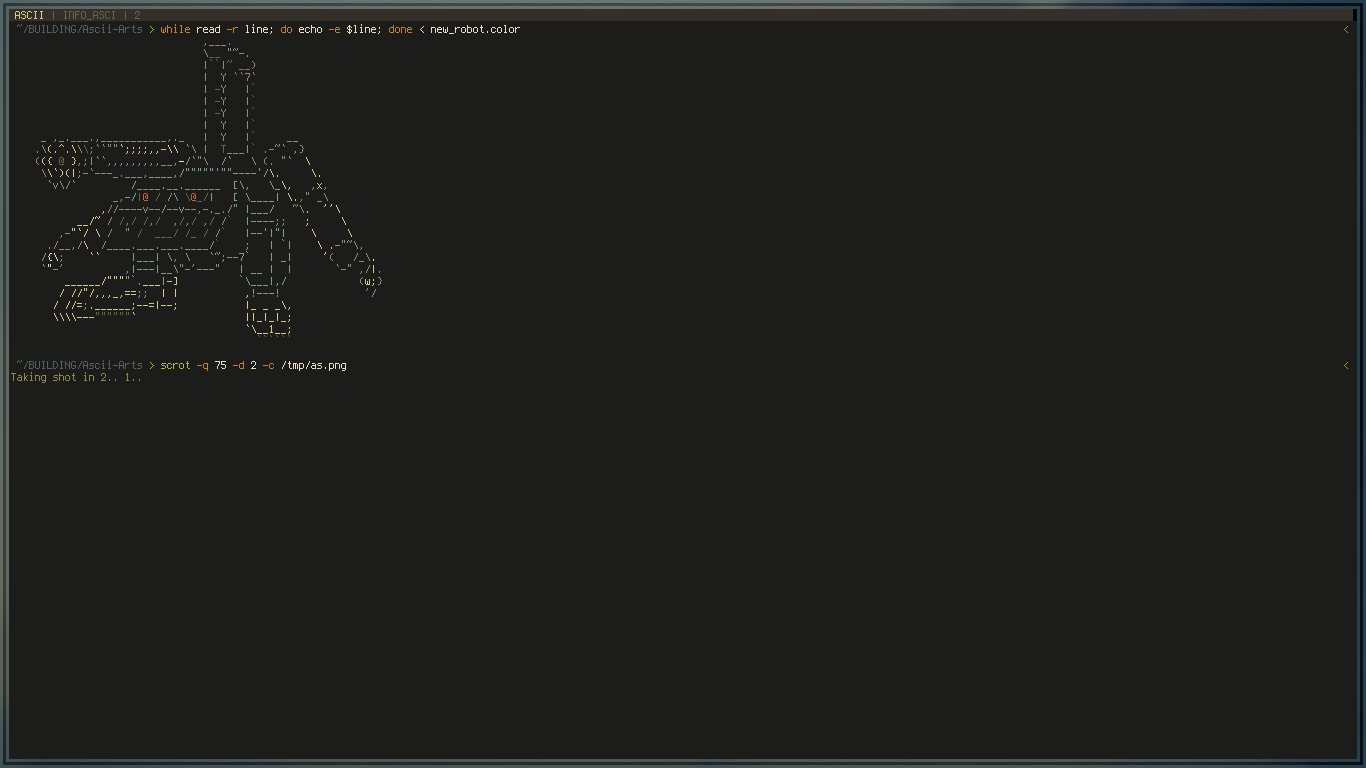 ASCII | INFO_ASCI | 2
~/BUILDING/Ascii-Arts > while read -r line; do echo -e $line; done < new_robot.color <
~/BUILDING/Ascii-Arts > scrot -q 75 -d 2 -c /tmp/as.png <
Taking shot in 2.. 1..